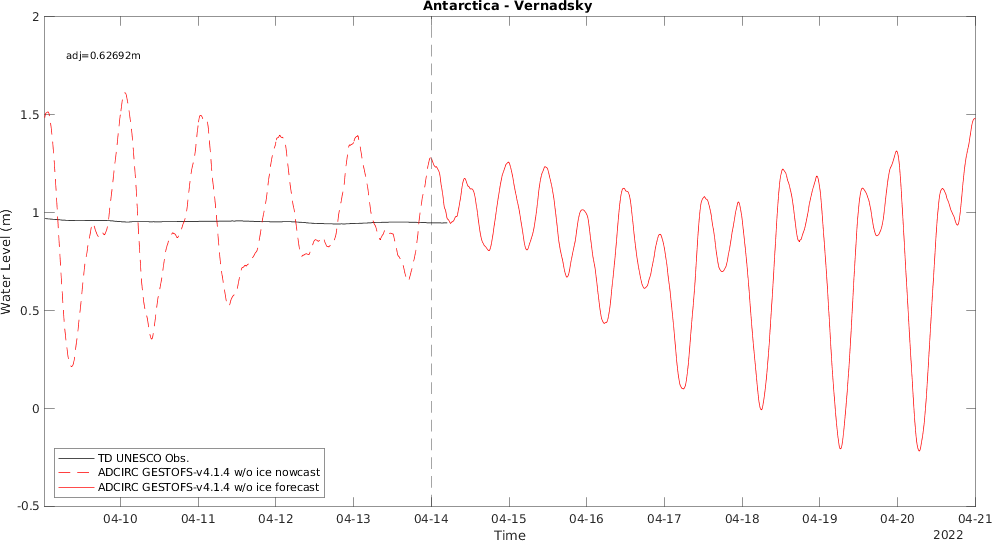 Antarctica - Vernadsky
adj=0.62692m
2
1.5
1
0.5
0
-0.5
Water Level (m)
TD UNESCO Obs.
ADCIRC GESTOFS-v4.1.4 w/o ice nowcast
ADCIRC GESTOFS-v4.1.4 w/o ice forecast
04-10 04-11 04-12 04-13 04-14 04-15 04-16 04-17 04-18 04-19 04-20 04-21
Time
2022